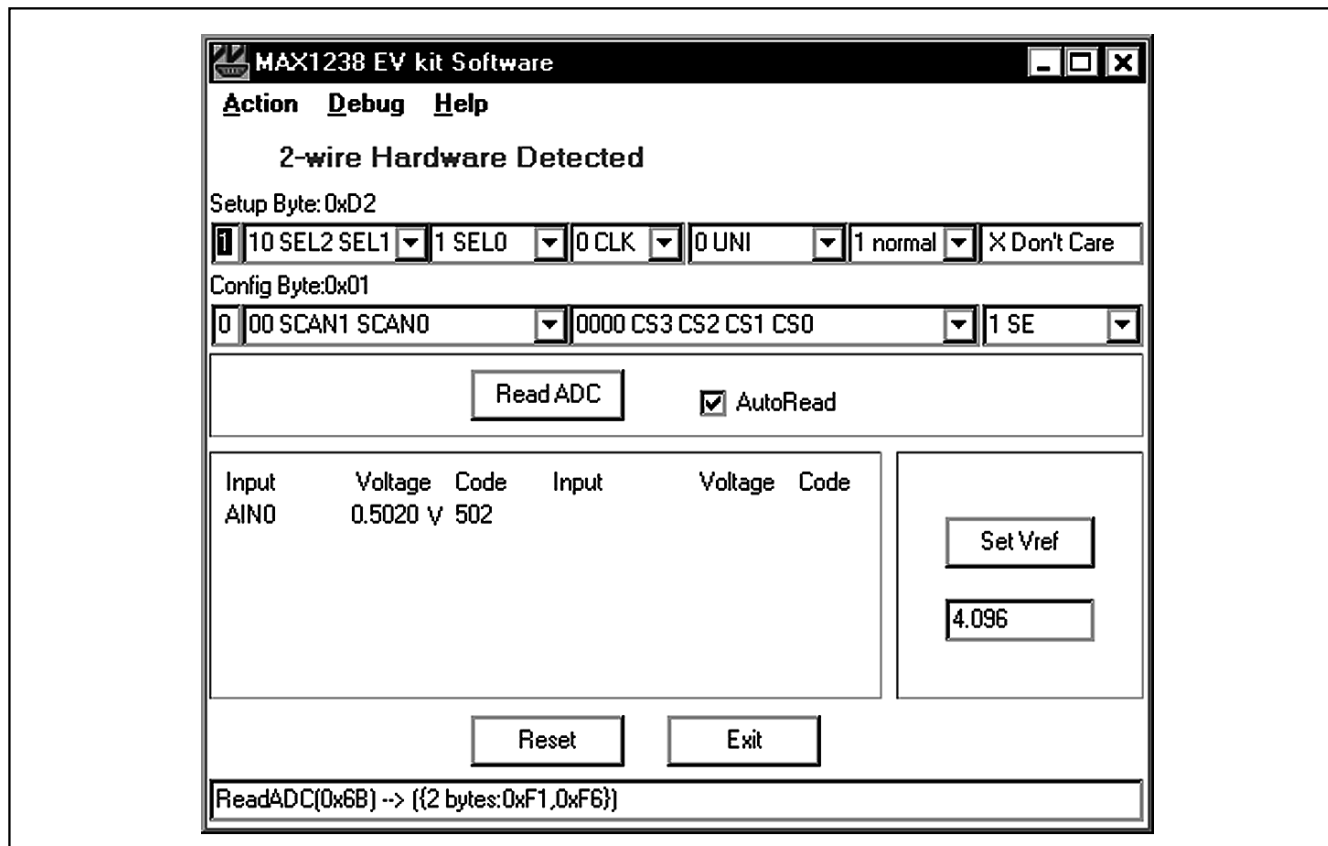 MAX1238 EV kit Software
Action Debug Help
2-wire Hardware Detected
Setup Byte: 0xD2
1 10 SEL2 SEL1 1 SEL0 0 CLK 0 UNI 1 normal X Don't Care
Config Byte:0x01
0 00 SCAN1 SCAN0 0000 CS3 CS2 CS1 CS0 1 SE
Read ADC AutoRead
Input Voltage Code Input Voltage Code
AIN0 0.5020 V 502
Set Vref
4.096
Reset Exit
ReadADC(0x6B) --> ({2 bytes:0xF1,0xF6})